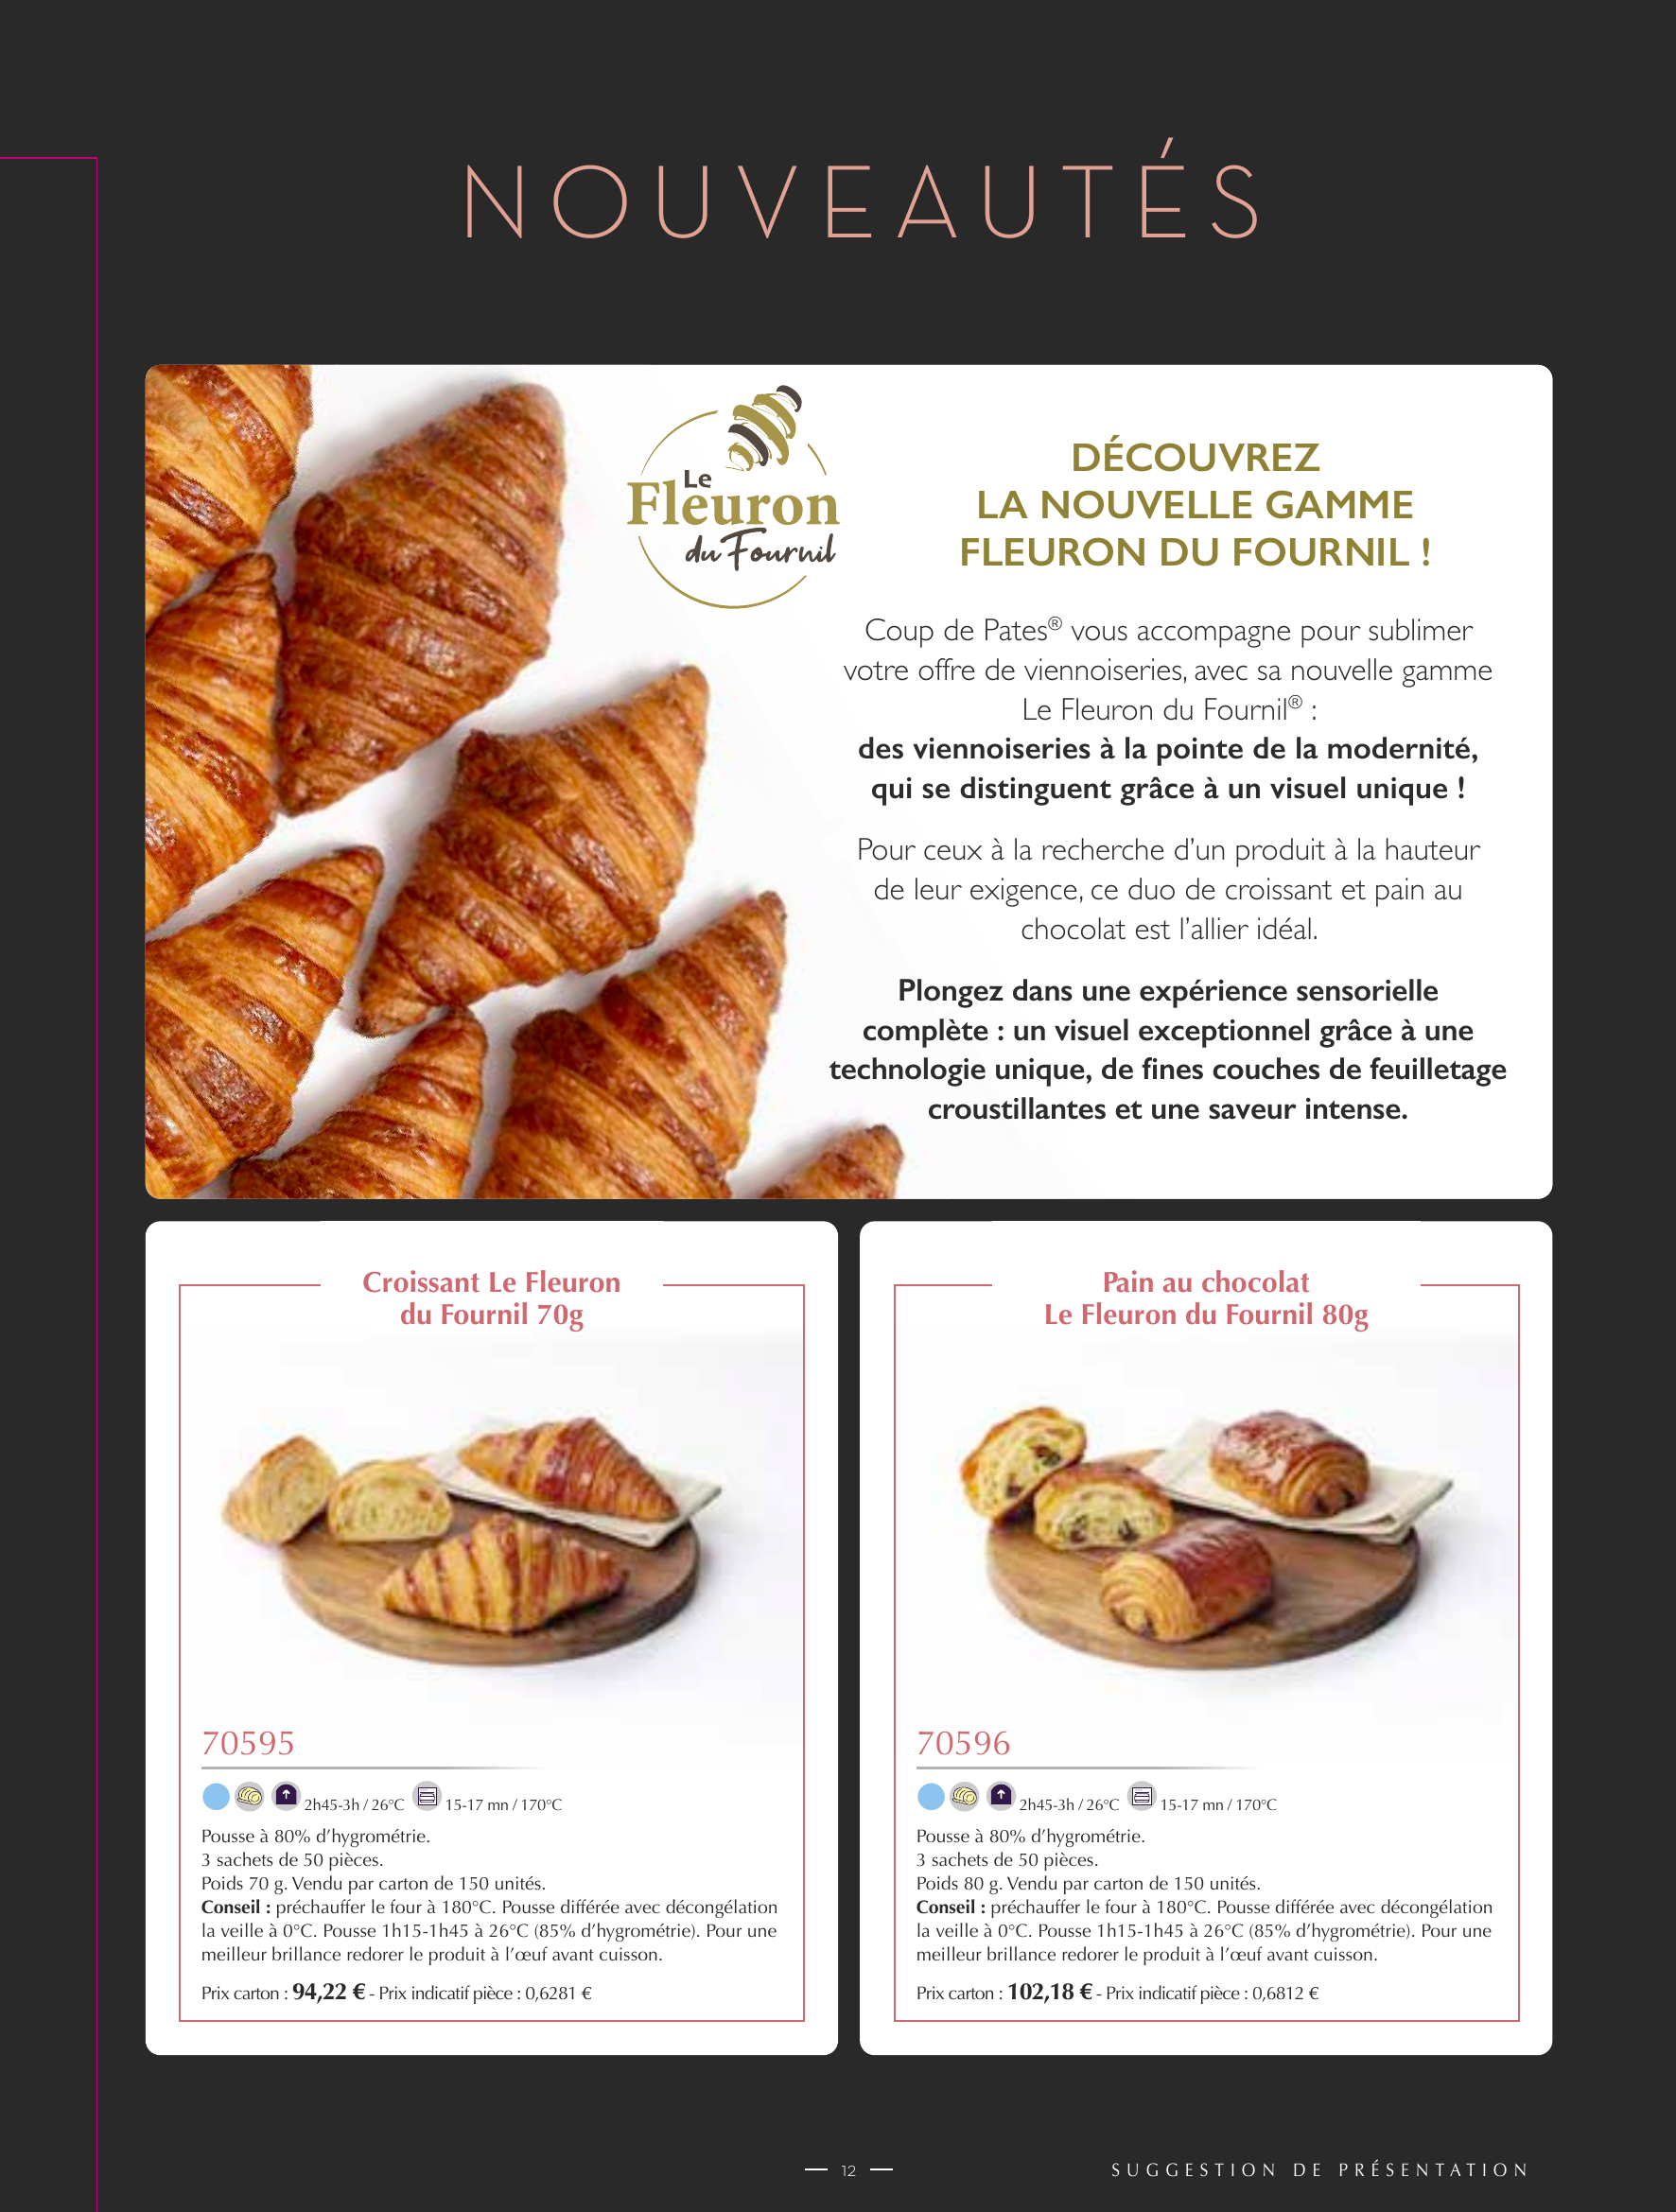 NOUVEAUTÉS
Le
Fleuron
du Fournil
DÉCOUVREZ
LA NOUVELLE GAMME
FLEURON DU FOURNIL !
Coup de Pates® vous accompagne pour sublimer
votre offre de viennoiseries, avec sa nouvelle gamme
Le Fleuron du Fournil® :
des viennoiseries à la pointe de la modernité,
qui se distinguent grâce à un visuel unique !
Pour ceux à la recherche d’un produit à la hauteur
de leur exigence, ce duo de croissant et pain au
chocolat est l’allier idéal.
Plongez dans une expérience sensorielle
complète : un visuel exceptionnel grâce à une
technologie unique, de fines couches de feuilletage
croustillantes et une saveur intense.
Croissant Le Fleuron
du Fournil 70g
70595
2h45-3h / 26°C 15-17 mn / 170°C
Pousse à 80% d’hygrométrie.
3 sachets de 50 pièces.
Poids 70 g. Vendu par carton de 150 unités.
Conseil : préchauffer le four à 180°C. Pousse différée avec décongélation
la veille à 0°C. Pousse 1h15-1h45 à 26°C (85% d’hygrométrie). Pour une
meilleur brillance redorer le produit à l’œuf avant cuisson.
Prix carton : 94,22 € - Prix indicatif pièce : 0,6281 €
Pain au chocolat
Le Fleuron du Fournil 80g
70596
2h45-3h / 26°C 15-17 mn / 170°C
Pousse à 80% d’hygrométrie.
3 sachets de 50 pièces.
Poids 80 g. Vendu par carton de 150 unités.
Conseil : préchauffer le four à 180°C. Pousse différée avec décongélation
la veille à 0°C. Pousse 1h15-1h45 à 26°C (85% d’hygrométrie). Pour une
meilleur brillance redorer le produit à l’œuf avant cuisson.
Prix carton : 102,18 € - Prix indicatif pièce : 0,6812 €
12
SUGGESTION DE PRÉSENTATION